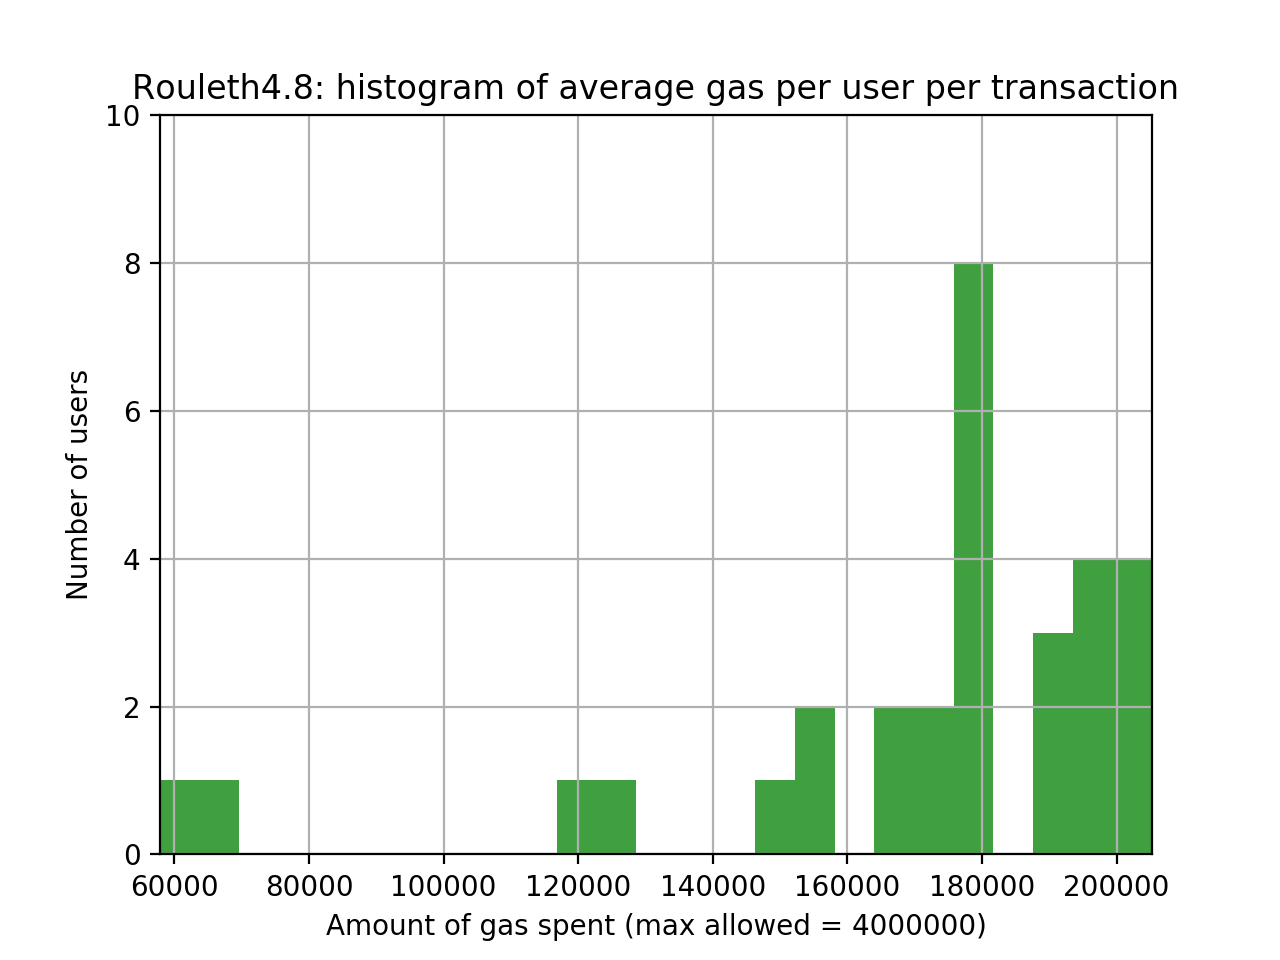 Rouleth4.8: histogram of average gas per user per transaction
10
8
6
4
2
0
Number of users
60000 80000 100000 120000 140000 160000 180000 200000
Amount of gas spent (max allowed = 4000000)